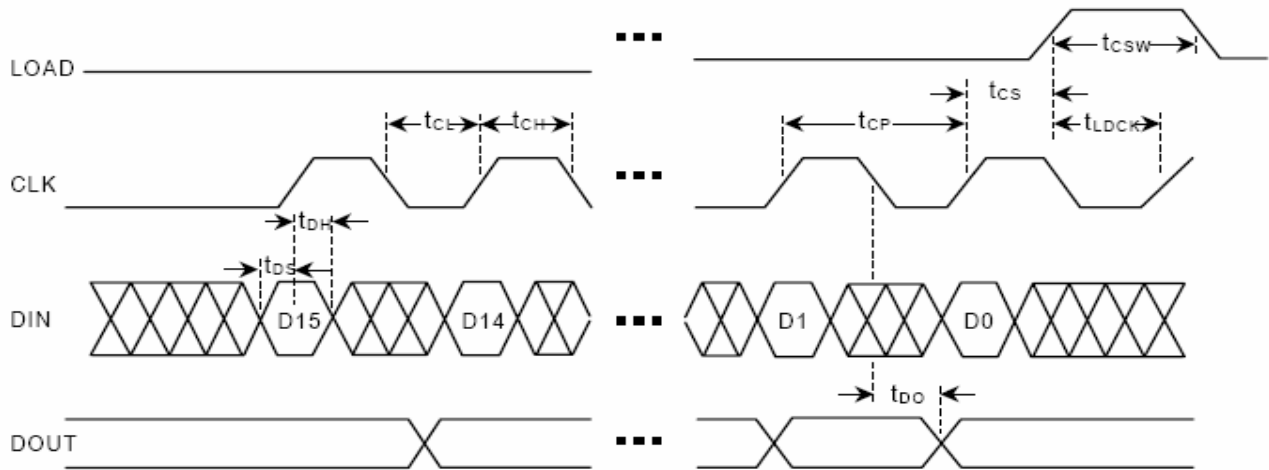 LOAD
tCSW
tCS
tCL
tCH
tCP
tLDCK
CLK
tDH
tDS
DIN
D15
D14
D1
D0
tDO
DOUT